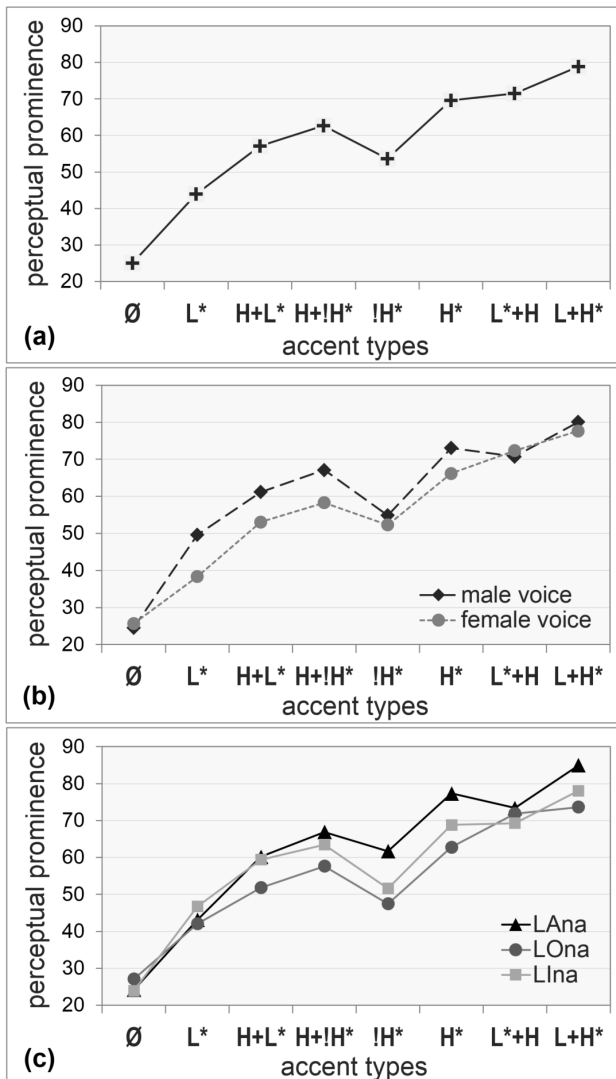 90
80
70
60
50
40
30
20
perceptual prominence
Ø L* H+L* H+!H* !H* H* L*+H L+H*
(a)
accent types
90
80
70
60
50
40
30
20
perceptual prominence
male voice
female voice
Ø L* H+L* H+!H* !H* H* L*+H L+H*
(b)
accent types
90
80
70
60
50
40
30
20
perceptual prominence
LAna
LOna
LIna
Ø L* H+L* H+!H* !H* H* L*+H L+H*
(c)
accent types